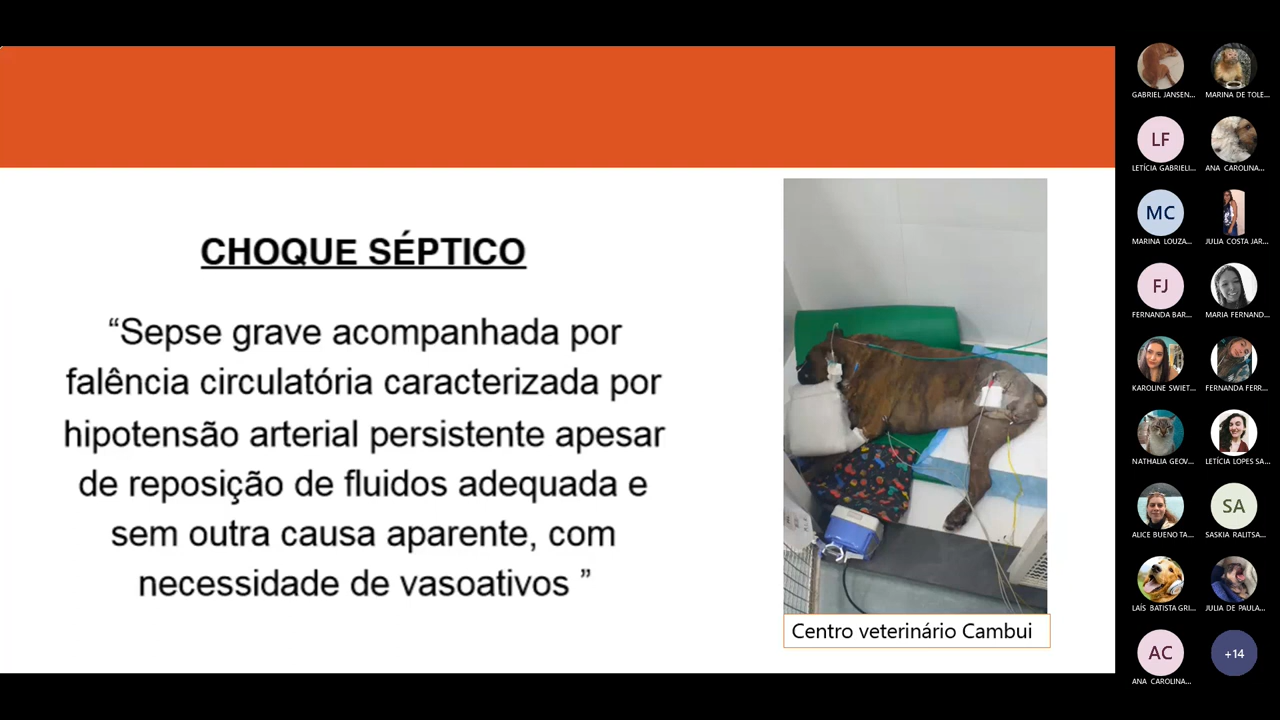 CHOQUE SÉPTICO
“Sepse grave acompanhada por
falência circulatória caracterizada por
hipotensão arterial persistente apesar
de reposição de fluidos adequada e
sem outra causa aparente, com
necessidade de vasoativos ”
Centro veterinário Cambui
GABRIEL JANSEN...
MARINA DE TOLE...
LF
LETÍCIA GABRIELI...
ANA CAROLINA...
MC
MARINA LOUZA...
JULIA COSTA JAR...
FJ
FERNANDA BAR...
MARIA FERNAND...
KAROLINE SWIET...
FERNANDA FERR...
NATHALIA GEOV...
LETÍCIA LOPES SA...
ALICE BUENO TA...
SA
SASKIA RALITSA...
LAÍS BATISTA GRI...
JULIA DE PAULA...
AC
+14
ANA CAROLINA...